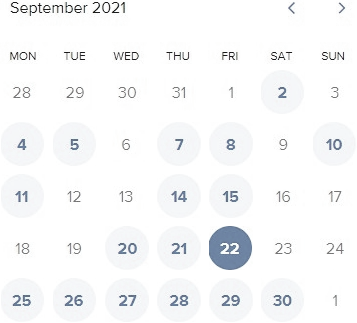 September 2021
MON TUE WED THU FRI SAT SUN
28 29 30 31 1 2 3
4 5 6 7 8 9 10
11 12 13 14 15 16 17
18 19 20 21 22 23 24
25 26 27 28 29 30 1